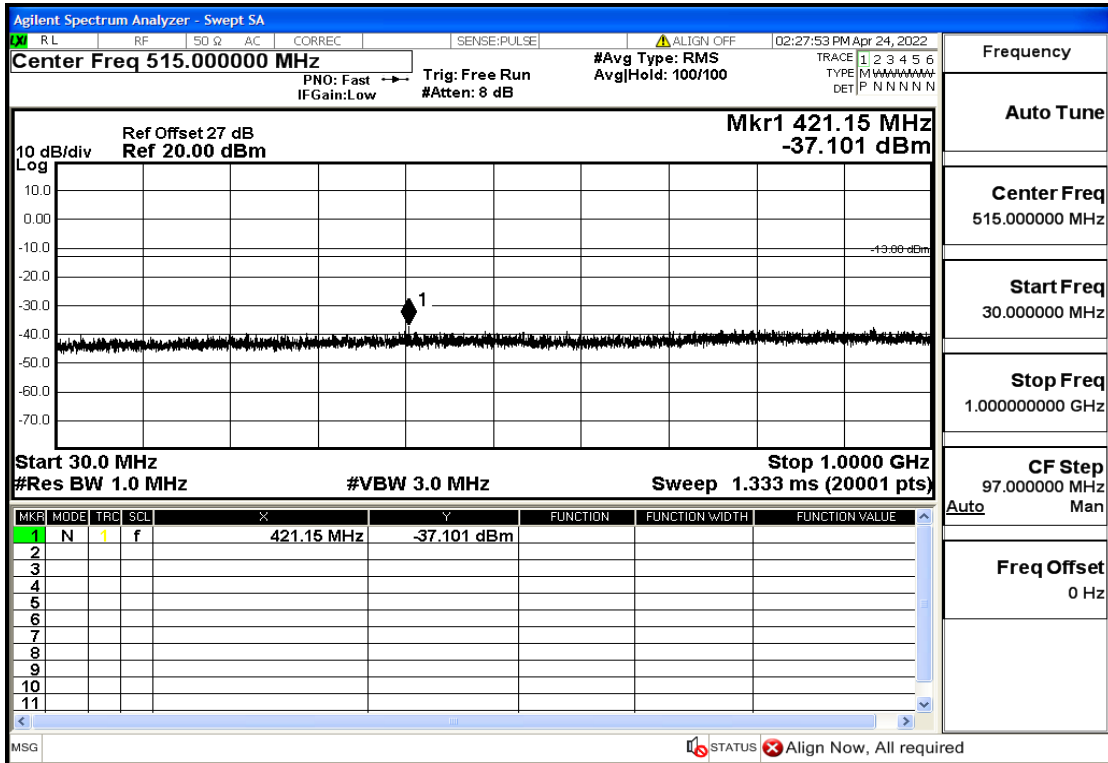 Agilent Spectrum Analyzer - Swept SA
LXI RL RF 50 Ω AC CORREC SENSE:PULSE ALIGN OFF 02:27:53 PM Apr 24, 2022
Center Freq 515.000000 MHz
PNO: Fast
IFGain:Low
Trig: Free Run
#Atten: 8 dB
#Avg Type: RMS
Avg|Hold: 100/100
TRACE 1 2 3 4 5 6
TYPE M WWWWW
DET P N N N N N
Mkr1 421.15 MHz
-37.101 dBm
Ref Offset 27 dB
10 dB/div Ref 20.00 dBm
Log
10.0
0.00
-10.0
-13.00 dBm
-20.0
-30.0
1
-40.0
-50.0
-60.0
-70.0
Start 30.0 MHz Stop 1.0000 GHz
#Res BW 1.0 MHz #VBW 3.0 MHz Sweep 1.333 ms (20001 pts)
MKR MODE TRC SCL X Y FUNCTION FUNCTION WIDTH FUNCTION VALUE
1 N 1 f 421.15 MHz -37.101 dBm
2
3
4
5
6
7
8
9
10
11
MSG STATUS Align Now, All required
Frequency
Auto Tune
Center Freq
515.000000 MHz
Start Freq
30.000000 MHz
Stop Freq
1.000000000 GHz
CF Step
97.000000 MHz
Auto Man
Freq Offset
0 Hz